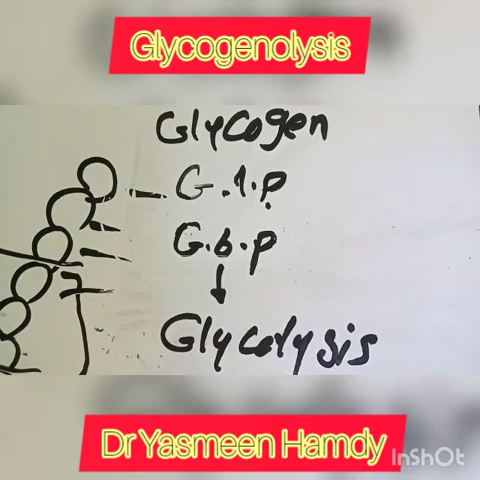 Glycogenolysis
Glycogen
G.1.P
G.6.P
Glycolysis
Dr Yasmeen Hamdy
InShOt